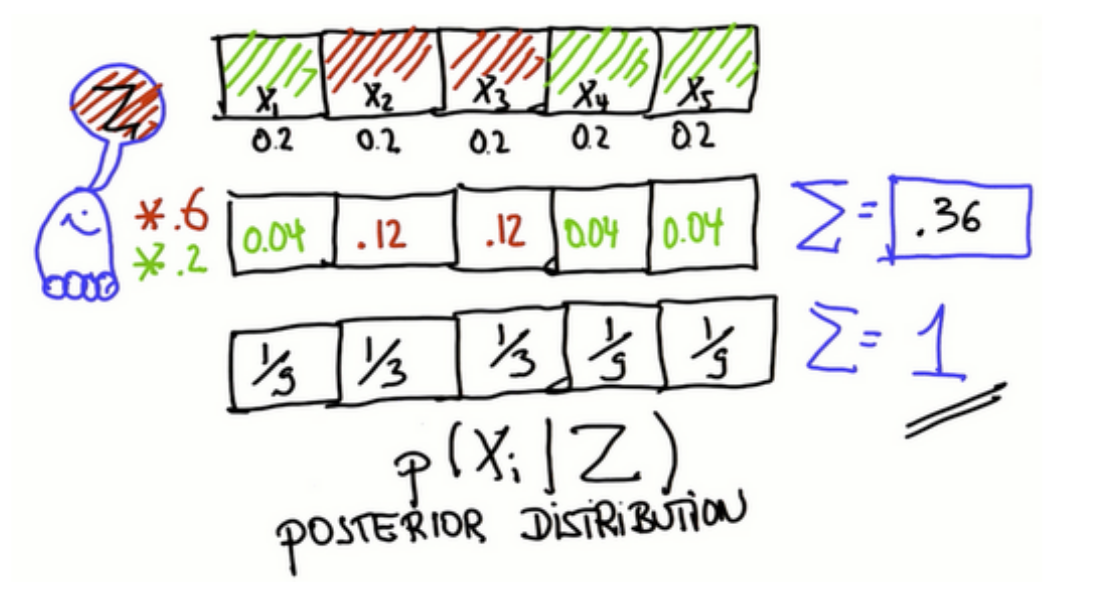 X₁ X₂ X₃ X₄ X₅
Z
0.2 0.2 0.2 0.2 0.2
*.6
*.2
0.04 .12 .12 0.04 0.04 Σ= .36
1/9 1/3 1/3 1/9 1/9 Σ= 1
p(Xᵢ|Z)
POSTERIOR DISTRIBUTION